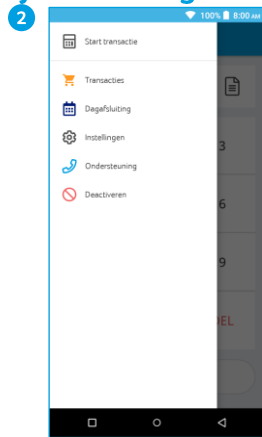 2
100% 8:00 AM
Start transactie
Transacties
3
Dagafsluiting
Instellingen
6
Ondersteuning
Deactiveren
9
DEL